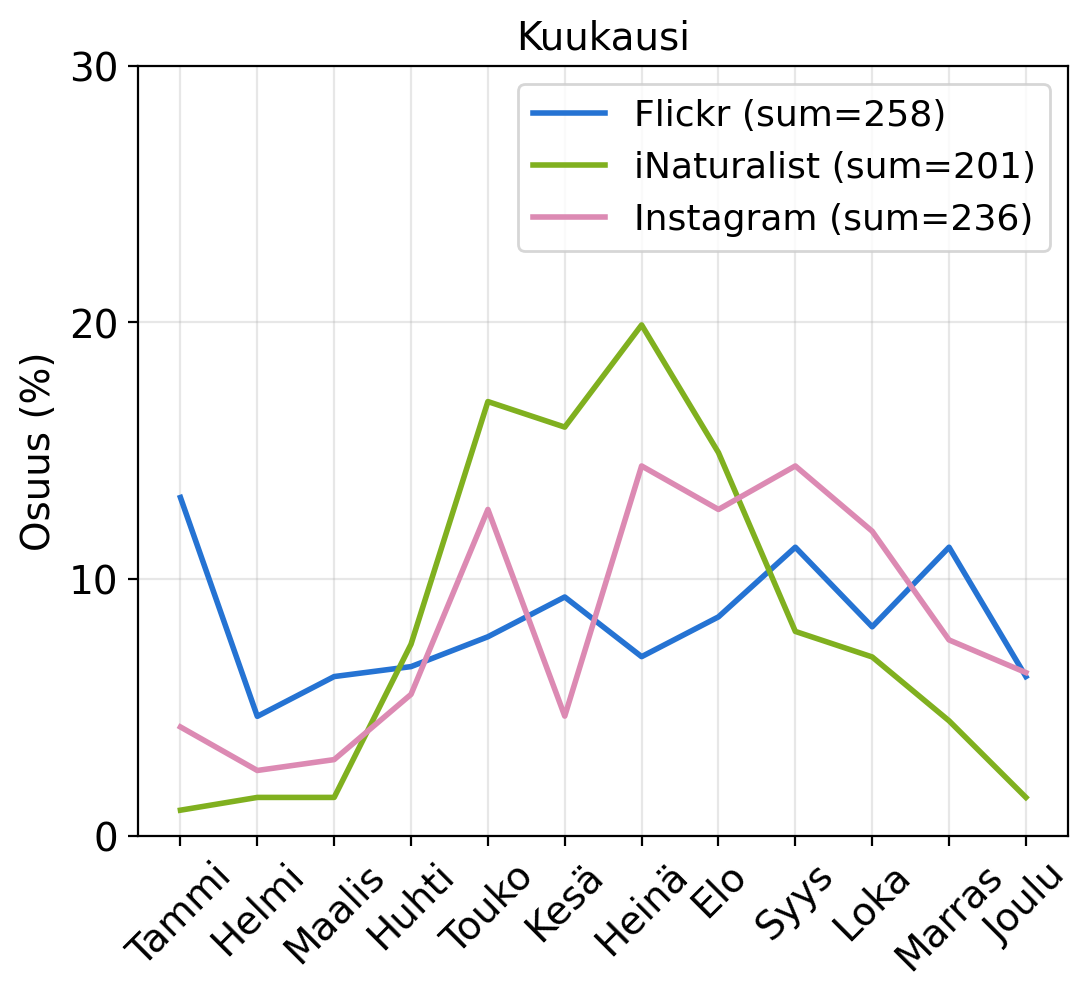 Kuukausi
30
20
10
0
Osuus (%)
Flickr (sum=258)
iNaturalist (sum=201)
Instagram (sum=236)
Tammi
Helmi
Maalis
Huhti
Touko
Kesä
Heinä
Elo
Syys
Loka
Marras
Joulu